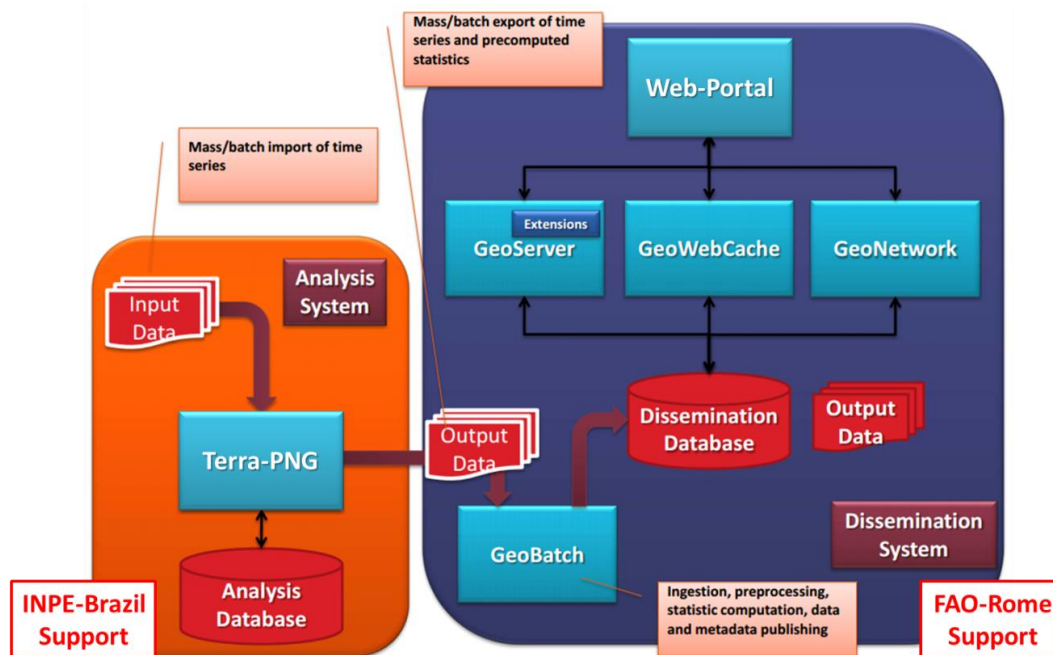 Mass/batch export of time
series and precomputed
statistics
Web-Portal
Mass/batch import of time
series
Extensions
GeoServer
GeoWebCache
GeoNetwork
Analysis
System
Input
Data
Dissemination
Database
Output
Data
Output
Data
Terra-PNG
GeoBatch
Dissemination
System
Analysis
Database
INPE-Brazil
Support
Ingestion, preprocessing,
statistic computation, data
and metadata publishing
FAO-Rome
Support